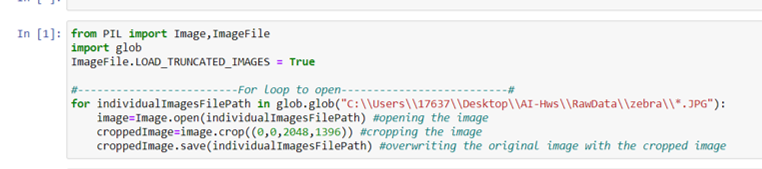 In [1]: from PIL import Image,ImageFile
import glob
ImageFile.LOAD_TRUNCATED_IMAGES = True
#------------------------For loop to open-------------------------#
for individualImagesFilePath in glob.glob("C:\\Users\\17637\\Desktop\\AI-Hws\\RawData\\zebra\\*.JPG"):
    image=Image.open(individualImagesFilePath) #opening the image
    croppedImage=image.crop((0,0,2048,1396)) #cropping the image
    croppedImage.save(individualImagesFilePath) #overwriting the original image with the cropped image